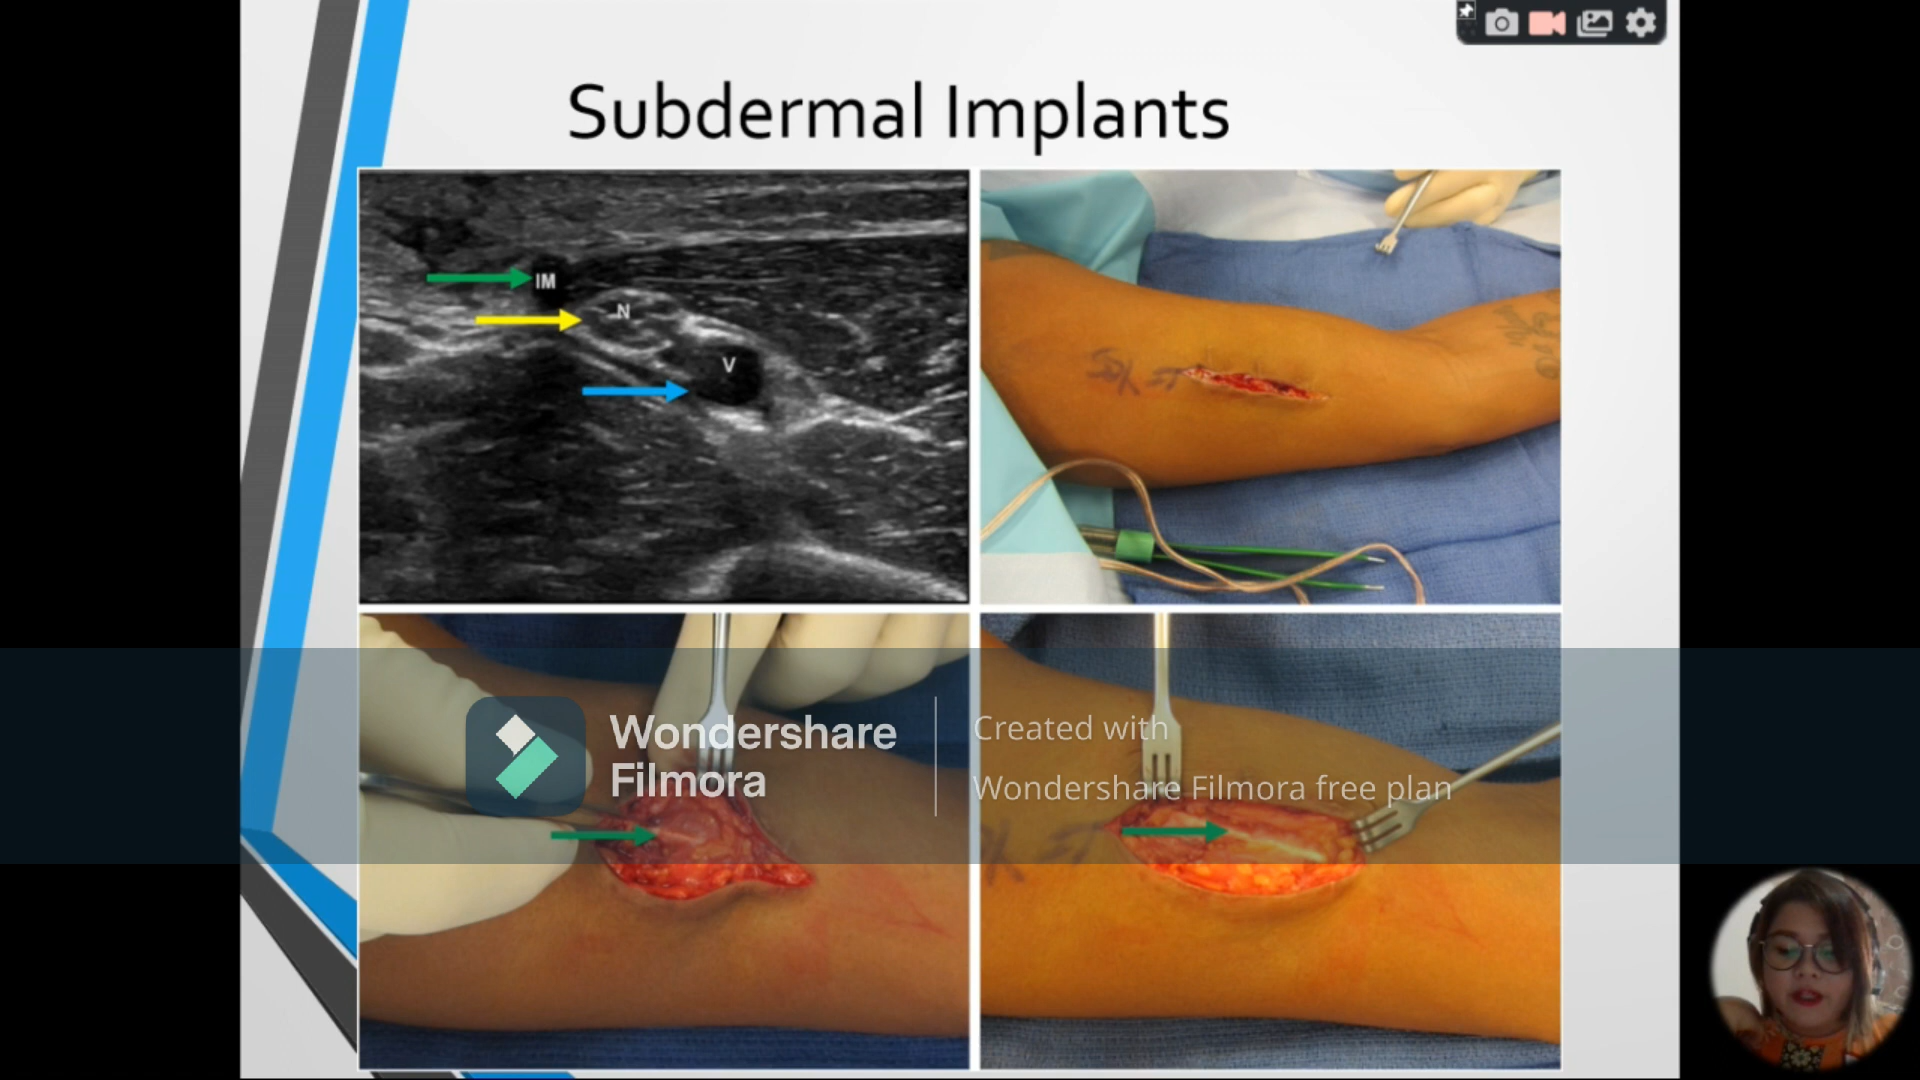 Subdermal Implants
IM
N
V
Wondershare
Filmora
Created with
Wondershare Filmora free plan